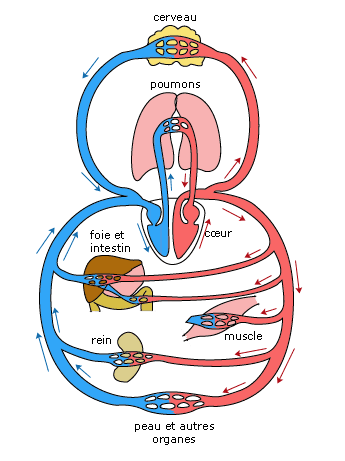 cerveau
poumons
cœur
foie et
intestin
muscle
rein
peau et autres
organes